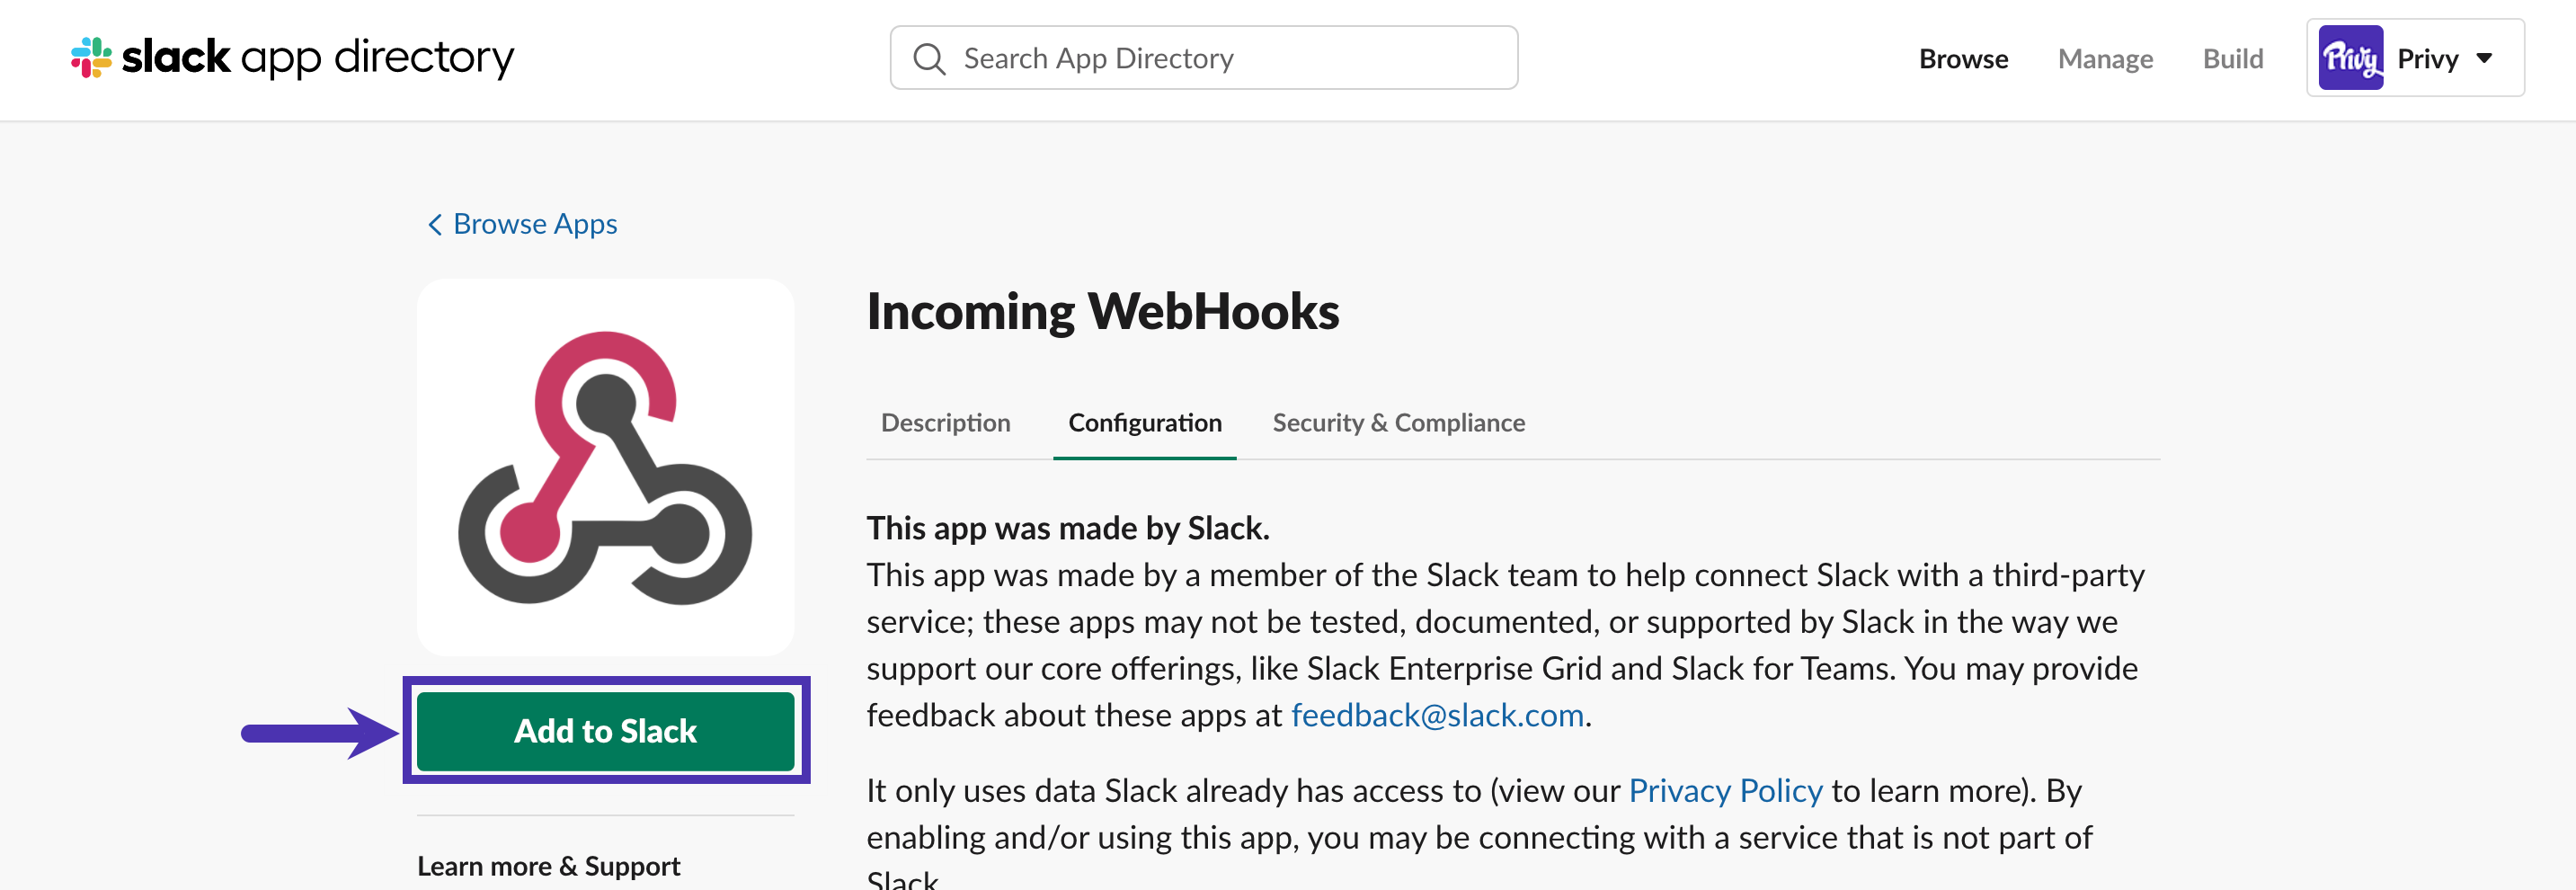 slack app directory
Search App Directory
Browse
Manage
Build
Privy
Privy
Browse Apps
Incoming WebHooks
Description
Configuration
Security & Compliance
This app was made by Slack.
This app was made by a member of the Slack team to help connect Slack with a third-party
service; these apps may not be tested, documented, or supported by Slack in the way we
support our core offerings, like Slack Enterprise Grid and Slack for Teams. You may provide
feedback about these apps at feedback@slack.com.
Add to Slack
It only uses data Slack already has access to (view our Privacy Policy to learn more). By
enabling and/or using this app, you may be connecting with a service that is not part of
Slack
Learn more & Support